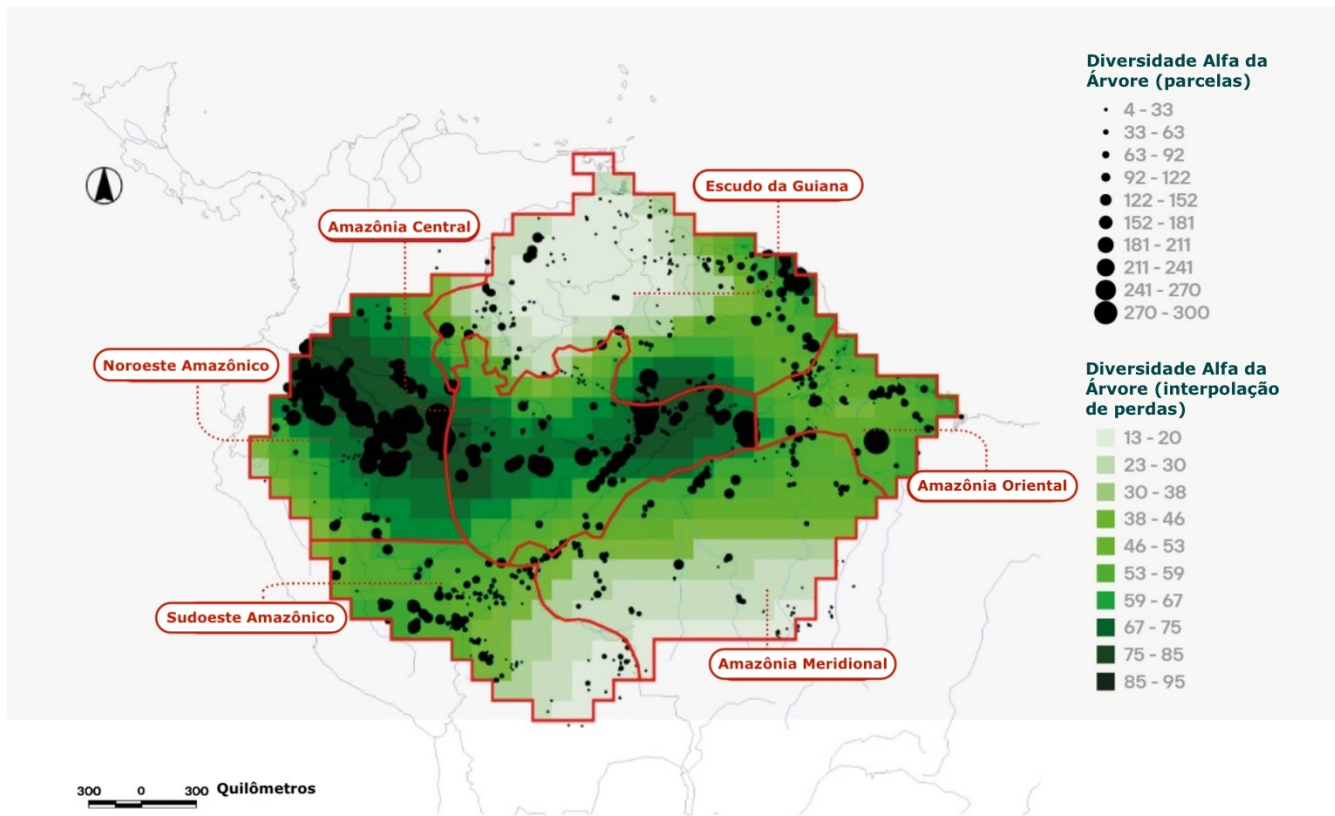 Diversidade Alfa da
Árvore (parcelas)
4 - 33
33 - 63
63 - 92
92 - 122
122 - 152
152 - 181
181 - 211
211 - 241
241 - 270
270 - 300
Escudo da Guiana
Amazônia Central
Noroeste Amazônico
Diversidade Alfa da
Árvore (interpolação
de perdas)
13 - 20
23 - 30
30 - 38
38 - 46
46 - 53
53 - 59
59 - 67
67 - 75
75 - 85
85 - 95
Amazônia Oriental
Sudoeste Amazônico
Amazônia Meridional
300 0 300 Quilômetros